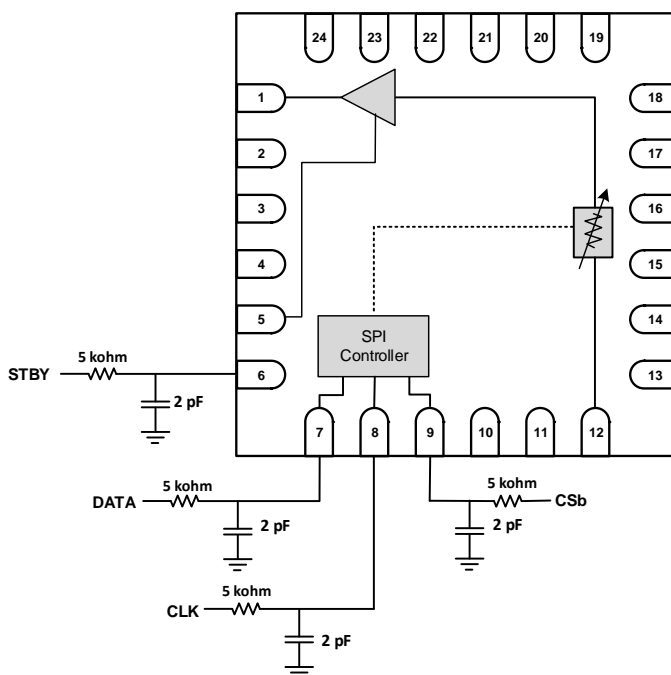 24 23 22 21 20 19
1
18
2
17
3
16
4
15
5
14
SPI
Controller
5 kohm
STBY
6
13
2 pF
7 8 9 10 11 12
5 kohm
5 kohm
DATA
CSb
2 pF
2 pF
5 kohm
CLK
2 pF